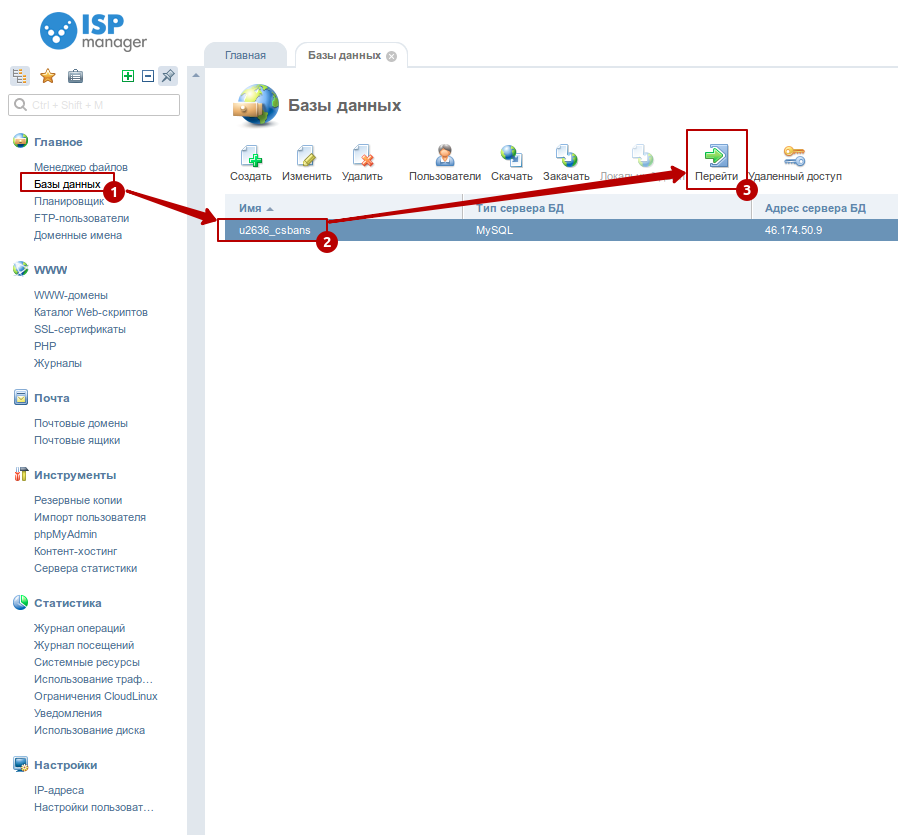 ISP
manager
Главная
Базы данных
Ctrl + Shift + M
Базы данных
Главное
Менеджер файлов
Базы данных
1
Планировщик
FTP-пользователи
Доменные имена
WWW
WWW-домены
Каталог Web-скриптов
SSL-сертификаты
PHP
Журналы
Почта
Почтовые домены
Почтовые ящики
Инструменты
Резервные копии
Импорт пользователя
phpMyAdmin
Контент-хостинг
Сервера статистики
Статистика
Журнал операций
Журнал посещений
Системные ресурсы
Использование траф…
Ограничения CloudLinux
Уведомления
Использование диска
Настройки
IP-адреса
Настройки пользоват…
Создать Изменить Удалить Пользователи Скачать Закачать Перейти Удаленный доступ
3
Имя Тип сервера БД Адрес сервера БД
u2636_csbans MySQL 46.174.50.9
2